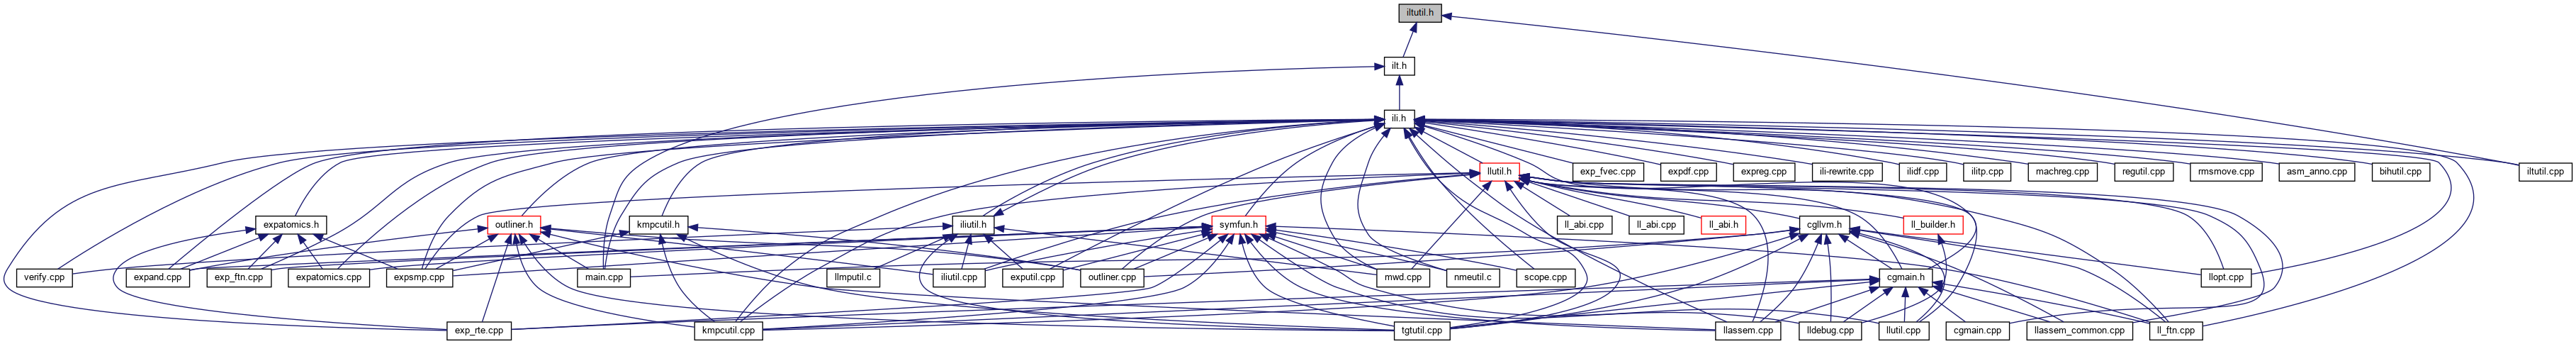 iltutil.h
ilt.h
ili.h
exp_fvec.cpp
expdf.cpp
expreg.cpp
ili-rewrite.cpp
ilidf.cpp
ilitp.cpp
machreg.cpp
regutil.cpp
rmsmove.cpp
asm_anno.cpp
bihutil.cpp
iltutil.cpp
llutil.h
expatomics.h
outliner.h
kmpcutil.h
iliutil.h
symfun.h
ll_abi.cpp
ll_abi.cpp
ll_abi.h
cgllvm.h
ll_builder.h
verify.cpp
expand.cpp
exp_ftn.cpp
expatomics.cpp
expsmp.cpp
main.cpp
llmputil.c
iliutil.cpp
exputil.cpp
outliner.cpp
mwd.cpp
nmeutil.c
scope.cpp
cgmain.h
llopt.cpp
exp_rte.cpp
kmpcutil.cpp
tgtutil.cpp
llassem.cpp
lldebug.cpp
llutil.cpp
cgmain.cpp
llassem_common.cpp
ll_ftn.cpp